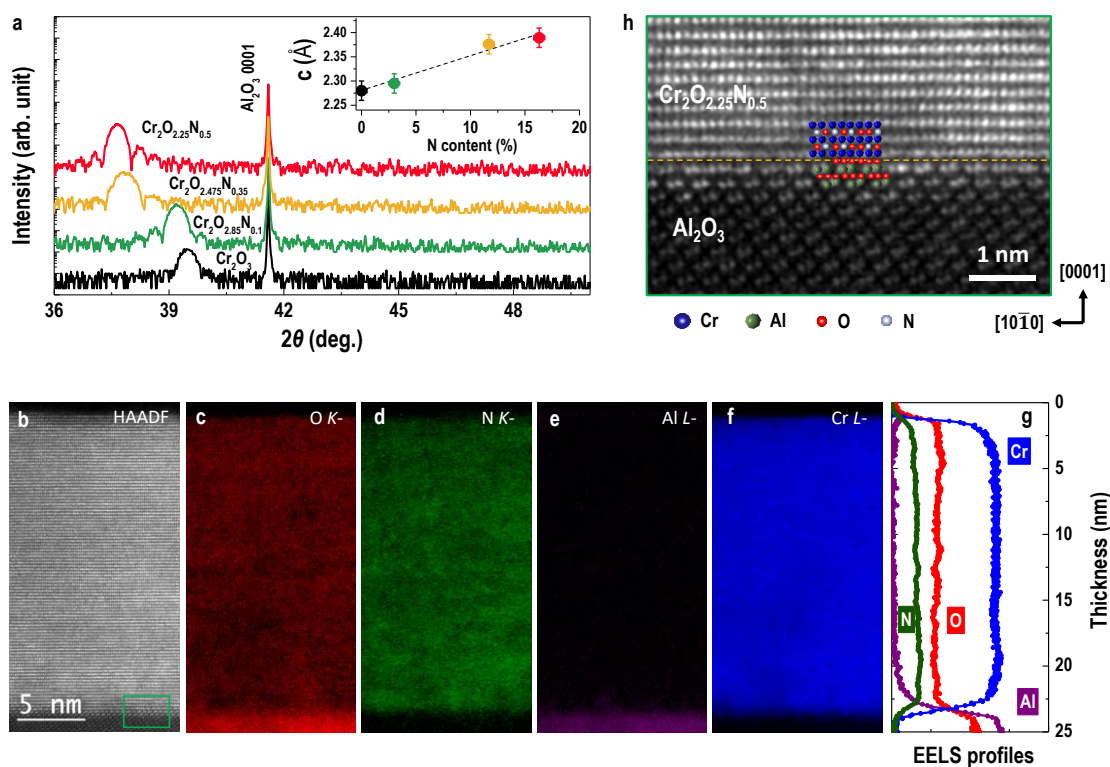 a
Intensity (arb. unit)
Al₂O₃ 0001
Cr₂O₂.₂₅N₀.₅
Cr₂O₂.₄₇₅N₀.₃₅
Cr₂O₂.₈₅N₀.₁
Cr₂O₃
36 39 42 45 48
2θ (deg.)
c (Å)
2.40
2.35
2.30
2.25
0 5 10 15 20
N content (%)
h
Cr₂O₂.₂₅N₀.₅
Al₂O₃
1 nm
[0001]
[101̄0]
Cr Al O N
b HAADF
5 nm
c O K-
d N K-
e Al L-
f Cr L-
g
Cr
N
O
Al
0
5
10
15
20
25
Thickness (nm)
EELS profiles